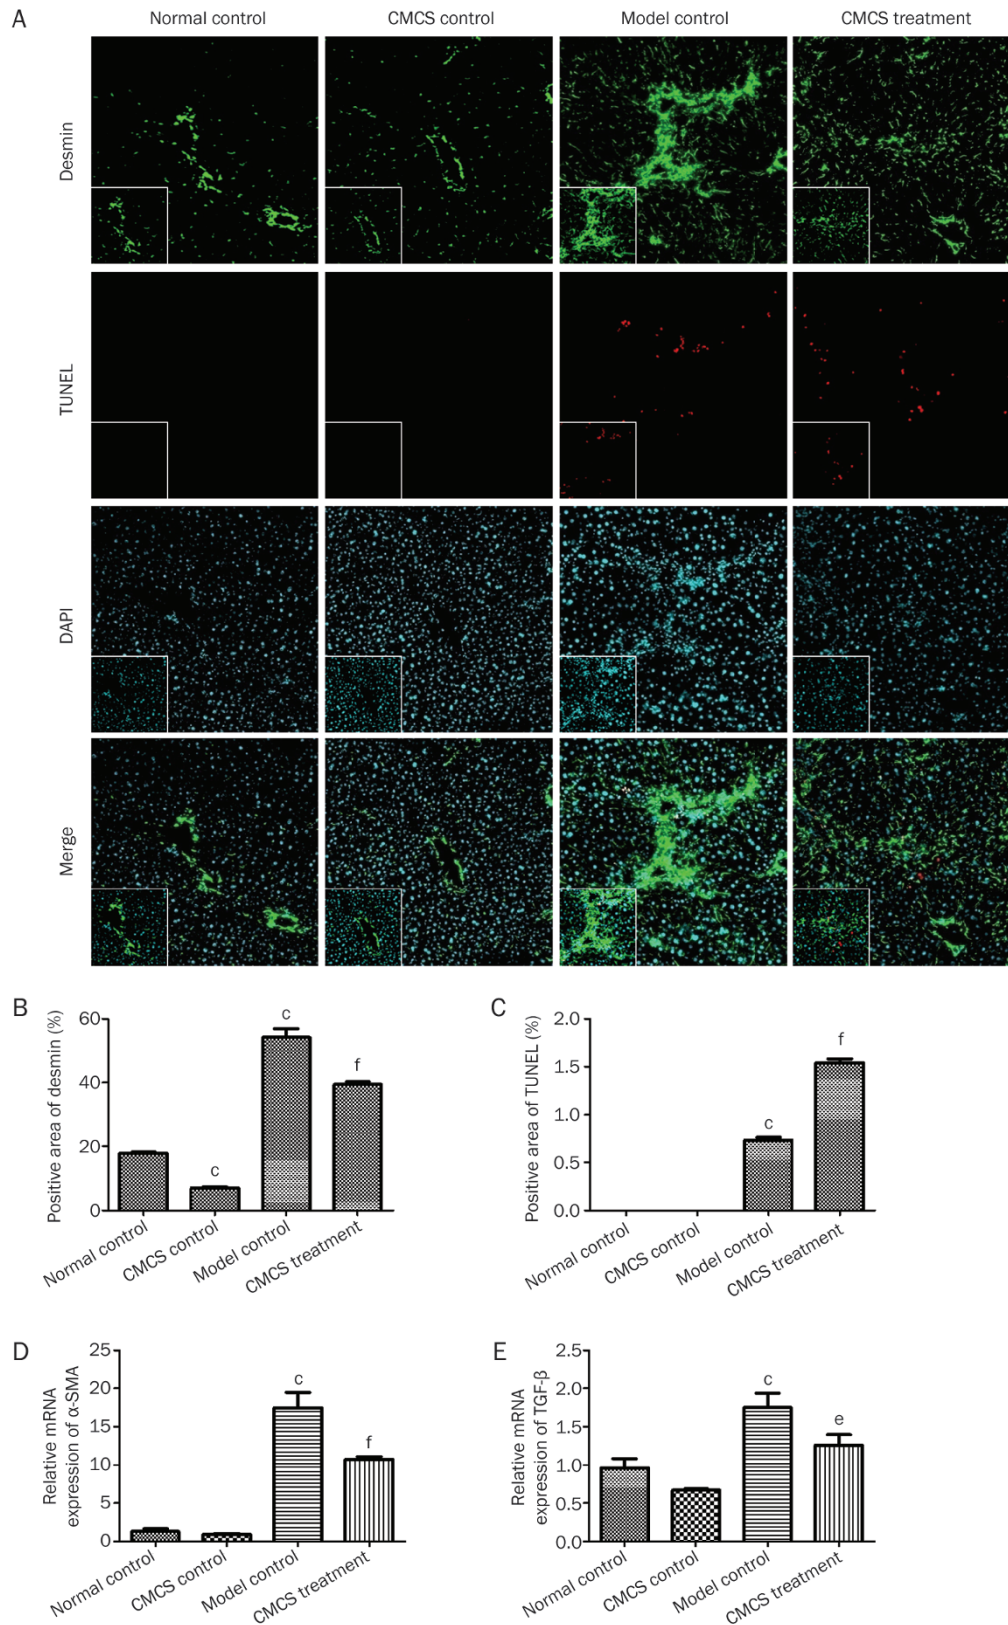 A
Normal control
CMCS control
Model control
CMCS treatment
Desmin
TUNEL
DAPI
Merge
B
Positive area of desmin (%)
60
40
20
0
c
c
f
Normal control
CMCS control
Model control
CMCS treatment
C
Positive area of TUNEL (%)
2.0
1.5
1.0
0.5
0.0
c
f
Normal control
CMCS control
Model control
CMCS treatment
D
Relative mRNA
expression of α-SMA
25
20
15
10
5
0
c
f
Normal control
CMCS control
Model control
CMCS treatment
E
Relative mRNA
expression of TGF-β
2.5
2.0
1.5
1.0
0.5
0.0
c
e
Normal control
CMCS control
Model control
CMCS treatment